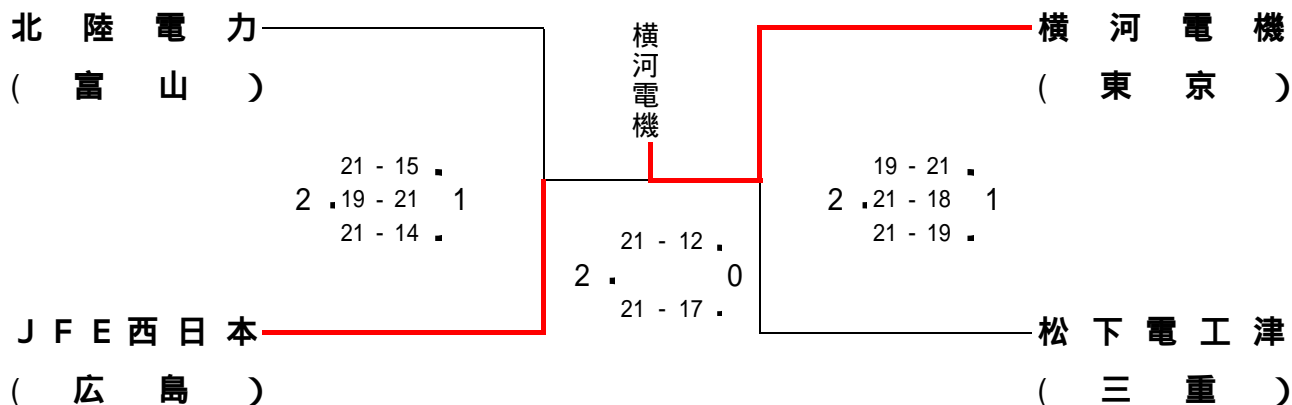 北陸電力
(富山)
横河電機
横河電機
(東京)
21 - 15 .
2 . 19 - 21 1
21 - 14 .
19 - 21 .
2 . 21 - 18 1
21 - 19 .
21 - 12 .
2 . 0
21 - 17 .
JFE西日本
(広島)
松下電工津
(三重)